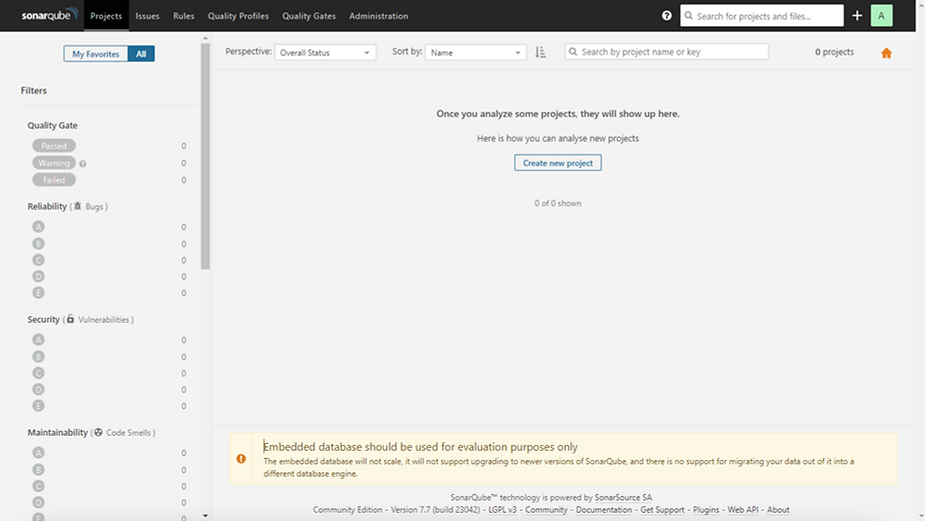 sonarqube Projects Issues Rules Quality Profiles Quality Gates Administration ? Search for projects and files... + A
My Favorites All
Perspective: Overall Status Sort by: Name Search by project name or key 0 projects
Filters
Quality Gate
Passed 0
Warning ? 0
Failed 0
Reliability ( Bugs )
A 0
B 0
C 0
D 0
E 0
Security ( Vulnerabilities )
A 0
B 0
C 0
D 0
E 0
Maintainability ( Code Smells )
A 0
B 0
C 0
D 0
E 0
Once you analyze some projects, they will show up here.
Here is how you can analyse new projects
Create new project
0 of 0 shown
Embedded database should be used for evaluation purposes only
The embedded database will not scale, it will not support upgrading to newer versions of SonarQube, and there is no support for migrating your data out of it into a
different database engine.
SonarQube™ technology is powered by SonarSource SA
Community Edition - Version 7.7 (build 23042) - LGPL v3 - Community - Documentation - Get Support - Plugins - Web API - About